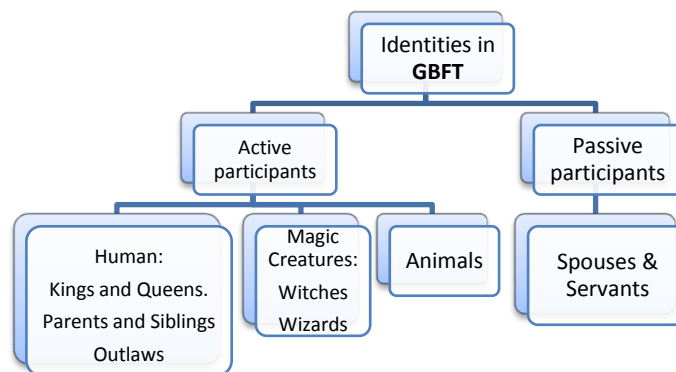 Identities in
GBFT
Active
participants
Passive
participants
Human:
Kings and Queens.
Parents and Siblings
Outlaws
Magic
Creatures:
Witches
Wizards
Animals
Spouses &
Servants